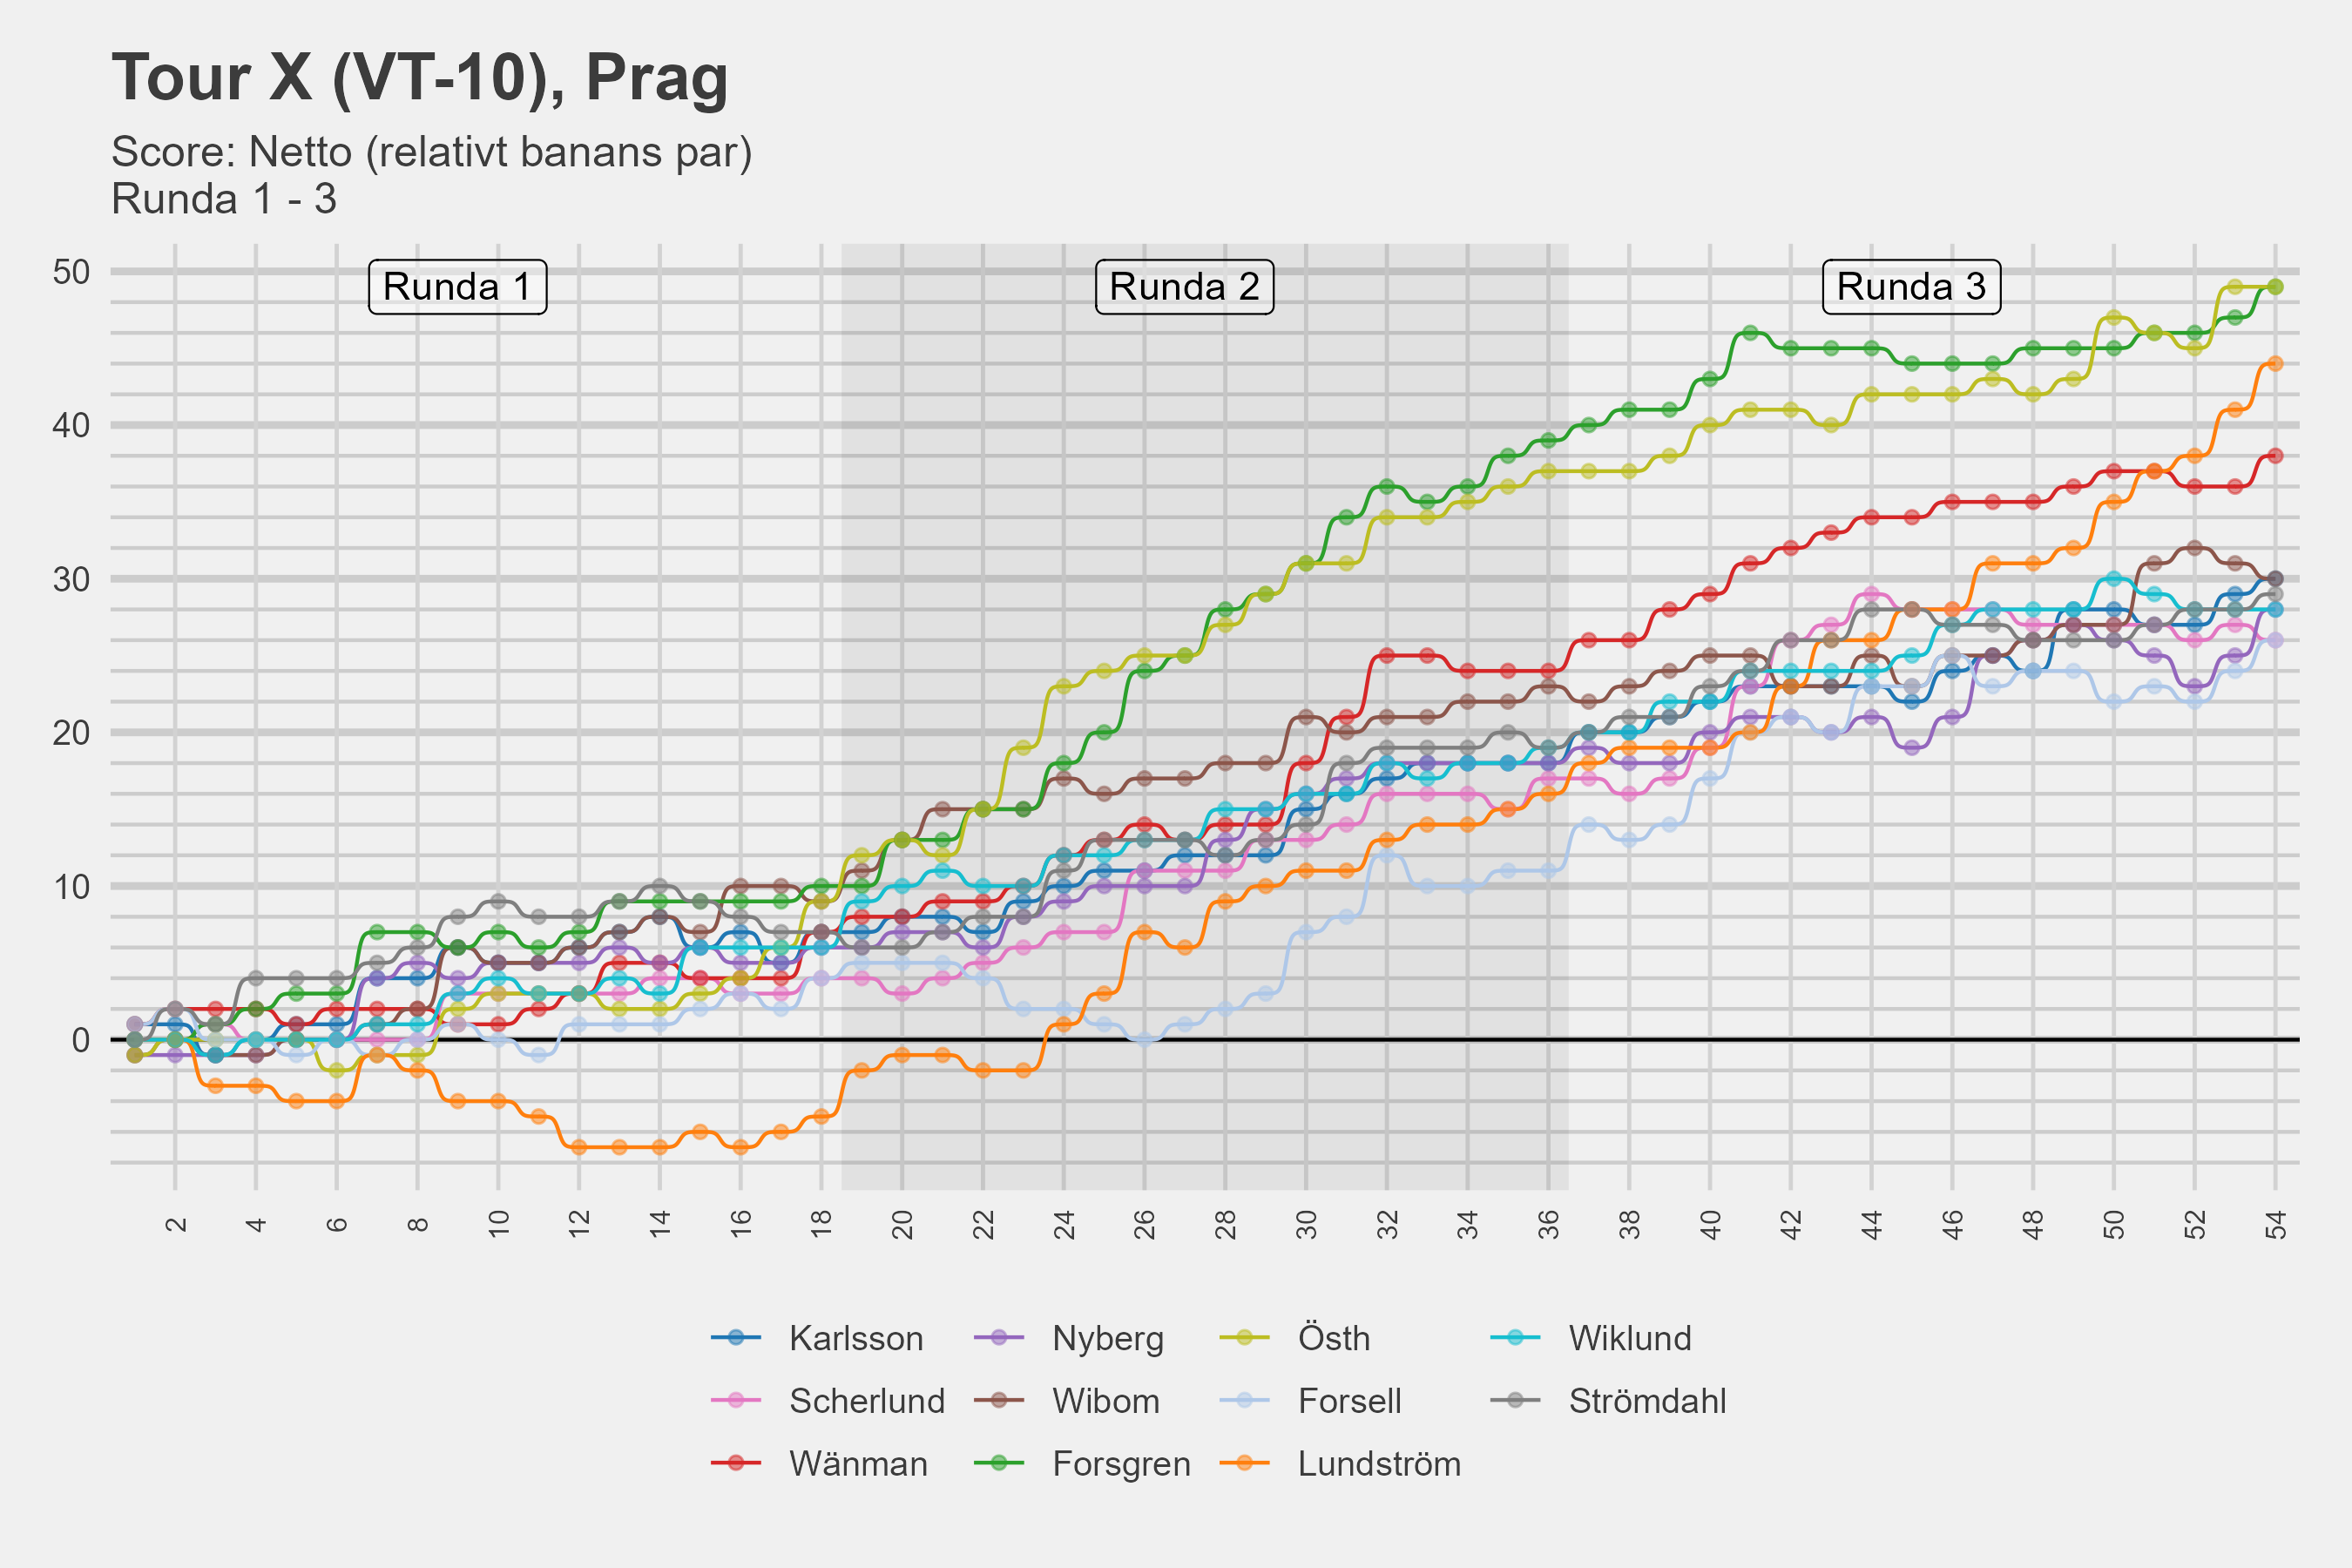 Tour X (VT-10), Prag
Score: Netto (relativt banans par)
Runda 1 - 3
Runda 1 Runda 2 Runda 3
50
40
30
20
10
0
2 4 6 8 10 12 14 16 18 20 22 24 26 28 30 32 34 36 38 40 42 44 46 48 50 52 54
Karlsson Nyberg Östh Wiklund
Scherlund Wibom Forsell Strömdahl
Wänman Forsgren Lundström